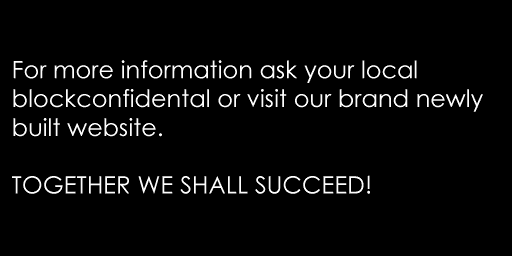 For more information ask your local
blockconfidental or visit our brand newly
built website.
TOGETHER WE SHALL SUCCEED!